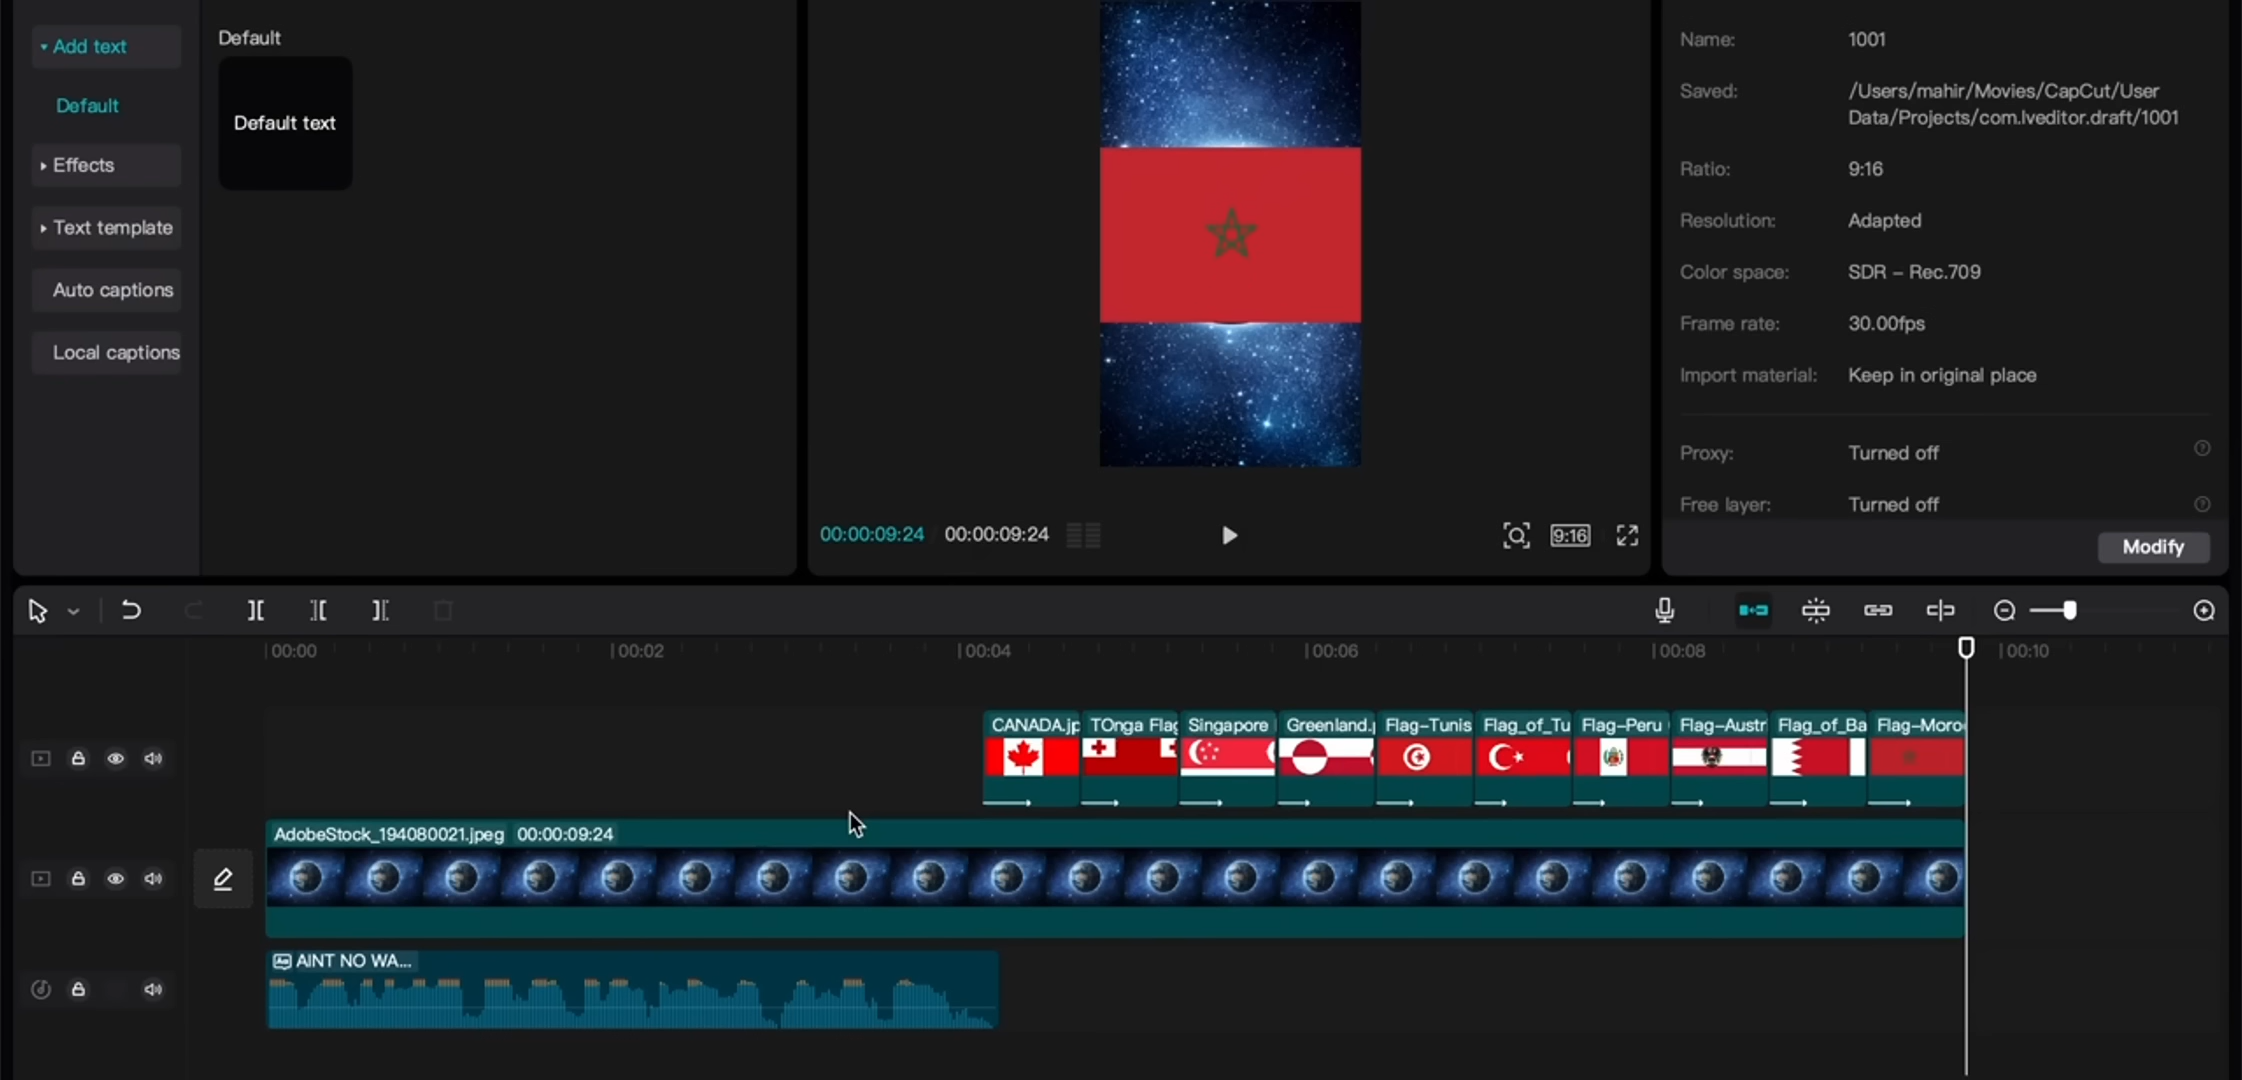 Add text
Default
Effects
Text template
Auto captions
Local captions
Default
Default text
00:00:09:24 00:00:09:24
9:16
Name: 1001
Saved: /Users/mahir/Movies/CapCut/User
Data/Projects/com.lveditor.draft/1001
Ratio: 9:16
Resolution: Adapted
Color space: SDR – Rec.709
Frame rate: 30.00fps
Import material: Keep in original place
Proxy: Turned off
Free layer: Turned off
Modify
00:00 00:02 00:04 00:06 00:08 00:10
CANADA.jp TOnga Flag Singapore Greenland.j Flag–Tunis Flag_of_Tu Flag–Peru Flag–Austr Flag_of_Ba Flag–Moro
AdobeStock_194080021.jpeg 00:00:09:24
AINT NO WA...